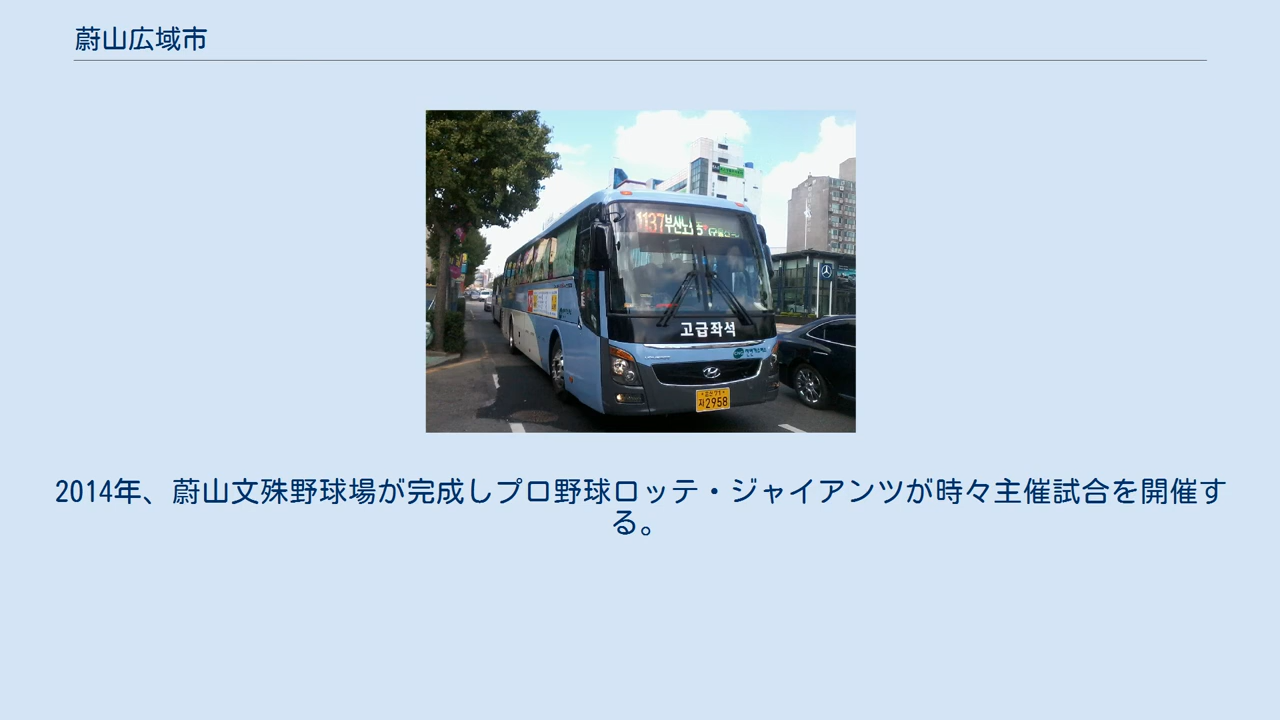 蔚山広域市
1137
고급좌석
2958
2014年、蔚山文殊野球場が完成しプロ野球ロッテ・ジャイアンツが時々主催試合を開催す
る。